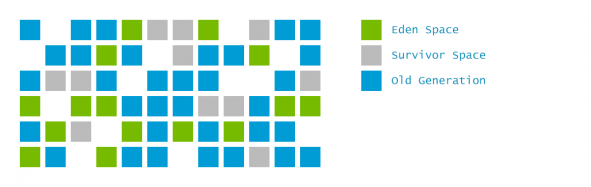 Eden Space
Survivor Space
Old Generation